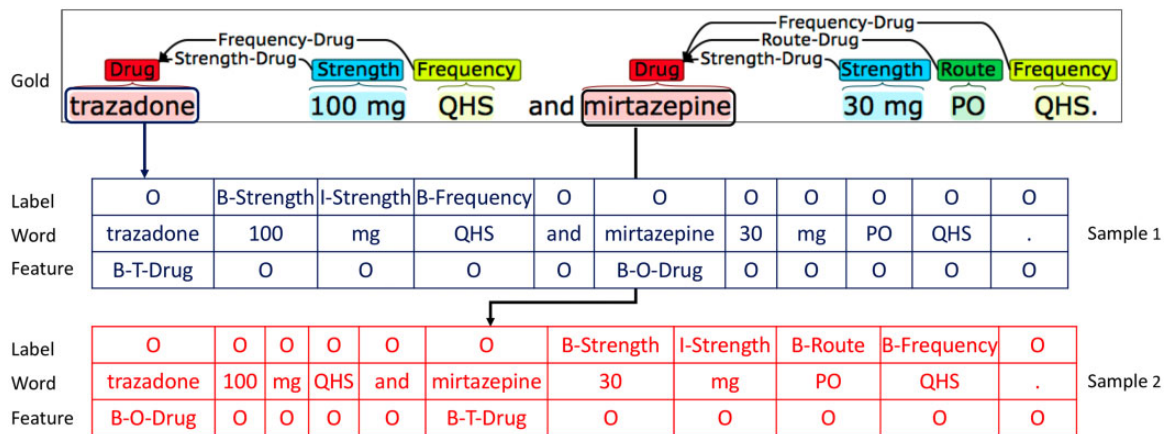 Frequency-Drug Frequency-Drug
Strength-Drug Route-Drug
Strength-Drug
Drug Strength Frequency Drug Strength Route Frequency
Gold
trazadone 100 mg QHS and mirtazepine 30 mg PO QHS.
Label O B-Strength I-Strength B-Frequency O O O O O O O
Word trazadone 100 mg QHS and mirtazepine 30 mg PO QHS . Sample 1
Feature B-T-Drug O O O O B-O-Drug O O O O O
Label O O O O O O B-Strength I-Strength B-Route B-Frequency O
Word trazadone 100 mg QHS and mirtazepine 30 mg PO QHS . Sample 2
Feature B-O-Drug O O O O B-T-Drug O O O O O